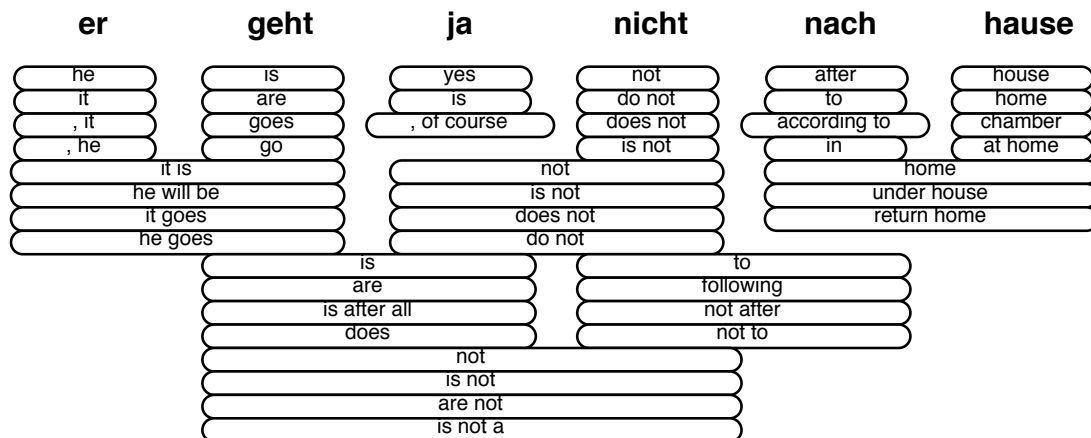 er geht ja nicht nach hause
he is yes not after house
it are is do not to home
, it goes , of course does not according to chamber
, he go is not in at home
it is not home
he will be is not under house
it goes does not return home
he goes do not
is to
are following
is after all not after
does not to
not
is not
are not
is not a